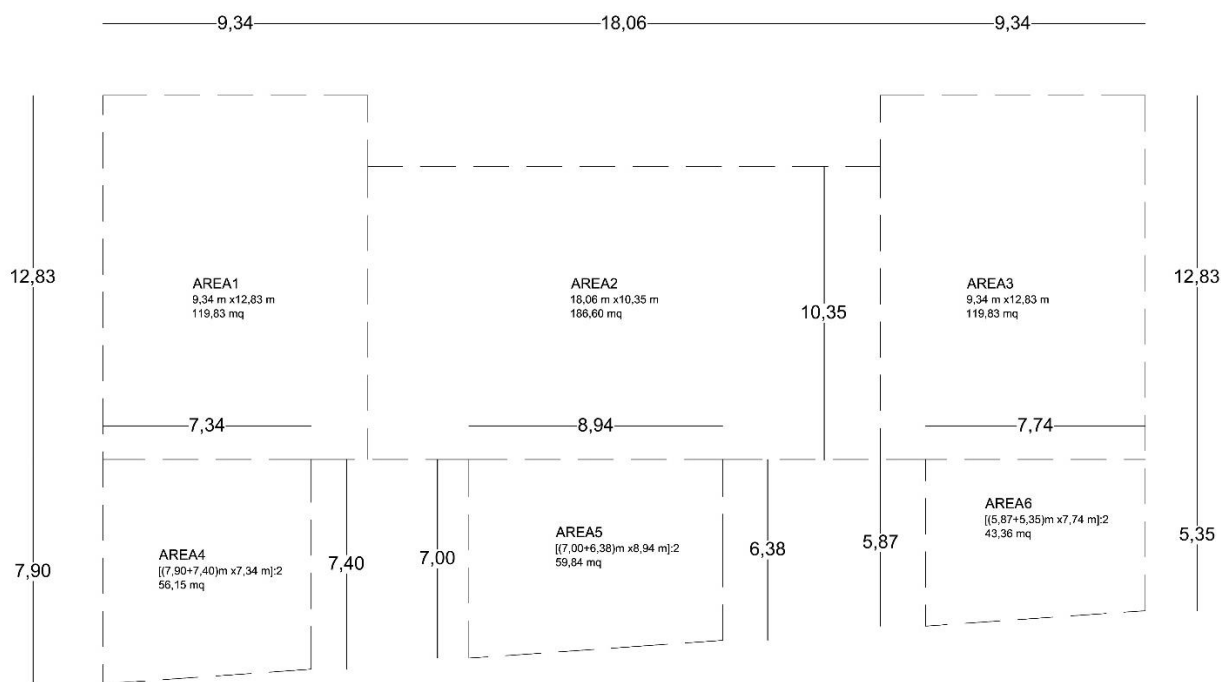 9,34
18,06
9,34
12,83
AREA1
9,34 m x12,83 m
119,83 mq
AREA2
18,06 m x10,35 m
186,60 mq
10,35
AREA3
9,34 m x12,83 m
119,83 mq
12,83
7,34
8,94
7,74
7,90
AREA4
[(7,90+7,40)m x7,34 m]:2
56,15 mq
7,40
7,00
AREA5
[(7,00+6,38)m x8,94 m]:2
59,84 mq
6,38
5,87
AREA6
[(5,87+5,35)m x7,74 m]:2
43,36 mq
5,35